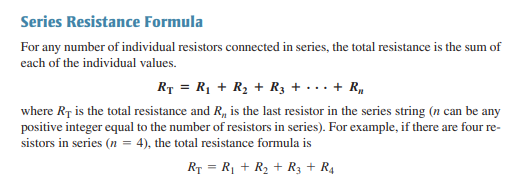 Series Resistance Formula
For any number of individual resistors connected in series, the total resistance is the sum of
each of the individual values.
R_T = R_1 + R_2 + R_3 + · · · + R_n
where R_T is the total resistance and R_n is the last resistor in the series string (n can be any
positive integer equal to the number of resistors in series). For example, if there are four re-
sistors in series (n = 4), the total resistance formula is
R_T = R_1 + R_2 + R_3 + R_4